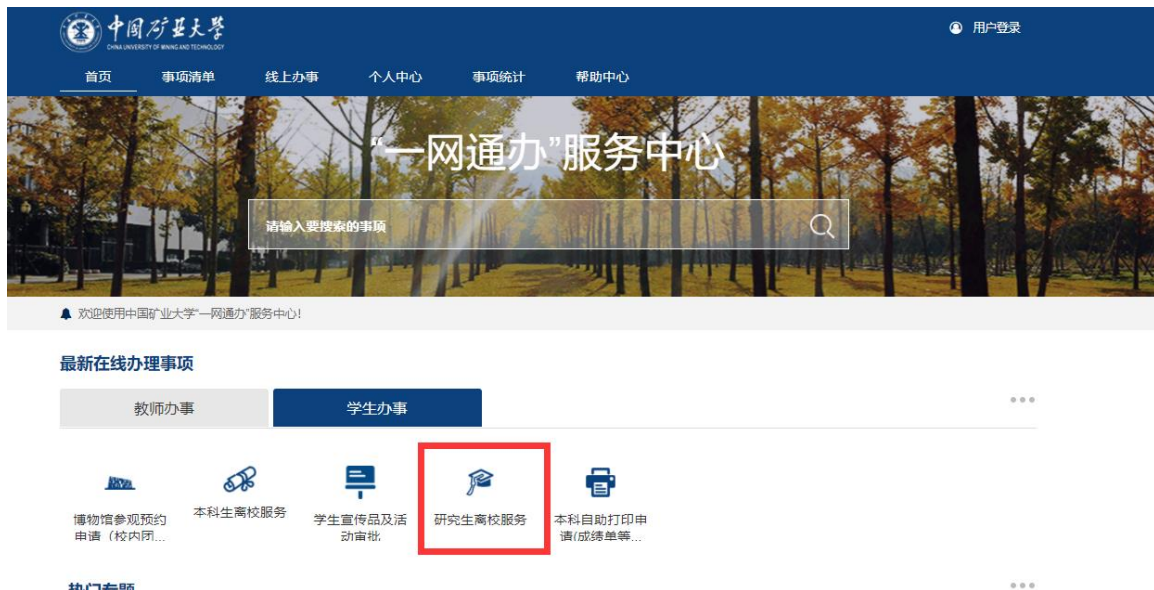 中国矿业大学
CHINA UNIVERSITY OF MINING AND TECHNOLOGY
用户登录
首页 事项清单 线上办事 个人中心 事项统计 帮助中心
“一网通办”服务中心
请输入要搜索的事项
欢迎使用中国矿业大学“一网通办”服务中心!
最新在线办理事项
教师办事 学生办事
博物馆参观预约
申请（校内团...
本科生离校服务
学生宣传品及活
动审批
研究生离校服务
本科自助打印申
请(成绩单等...
热门专题